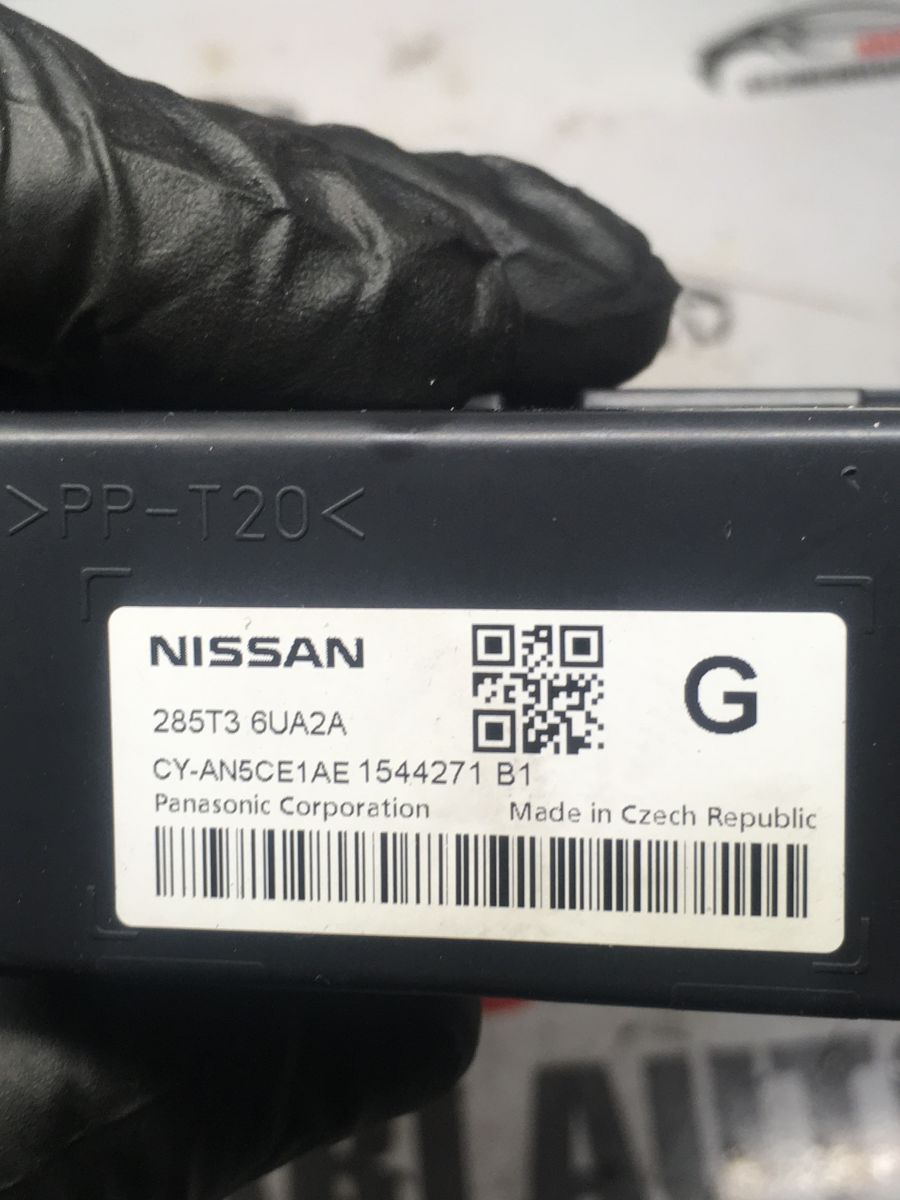 >PP-T20<
NISSAN
G
285T3 6UA2A
CY-AN5CE1AE 1544271 B1
Panasonic Corporation Made in Czech Republic